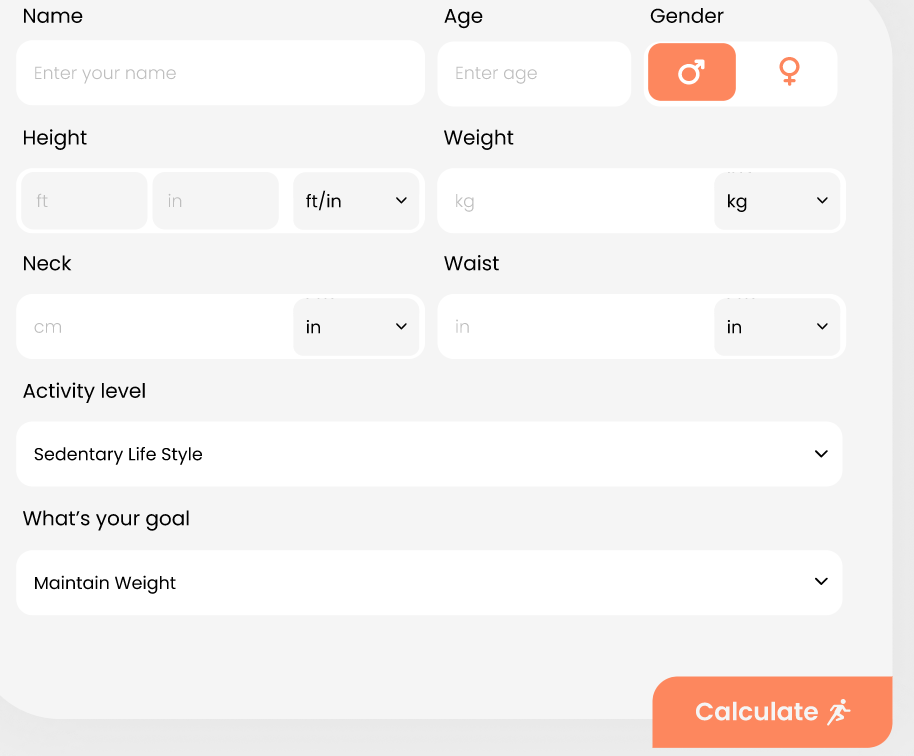 Name Age Gender
Enter your name Enter age
Height Weight
ft in ft/in kg kg
Neck Waist
cm in in in
Activity level
Sedentary Life Style
What's your goal
Maintain Weight
Calculate